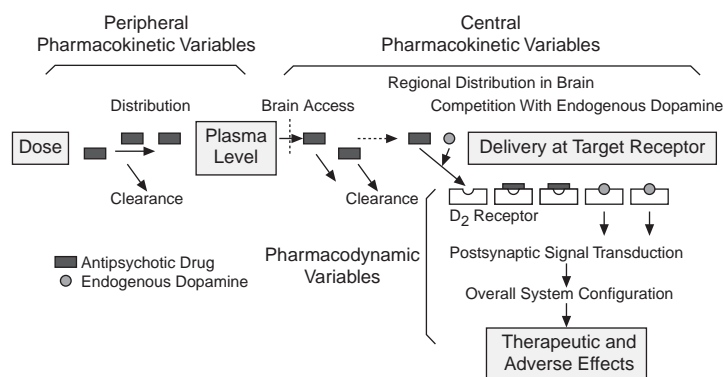 Peripheral
Pharmacokinetic Variables
Central
Pharmacokinetic Variables
Regional Distribution in Brain
Distribution
Brain Access
Competition With Endogenous Dopamine
Dose
Plasma
Level
Delivery at Target Receptor
Clearance
Clearance
D2 Receptor
Pharmacodynamic
Variables
Postsynaptic Signal Transduction
Antipsychotic Drug
Endogenous Dopamine
Overall System Configuration
Therapeutic and
Adverse Effects